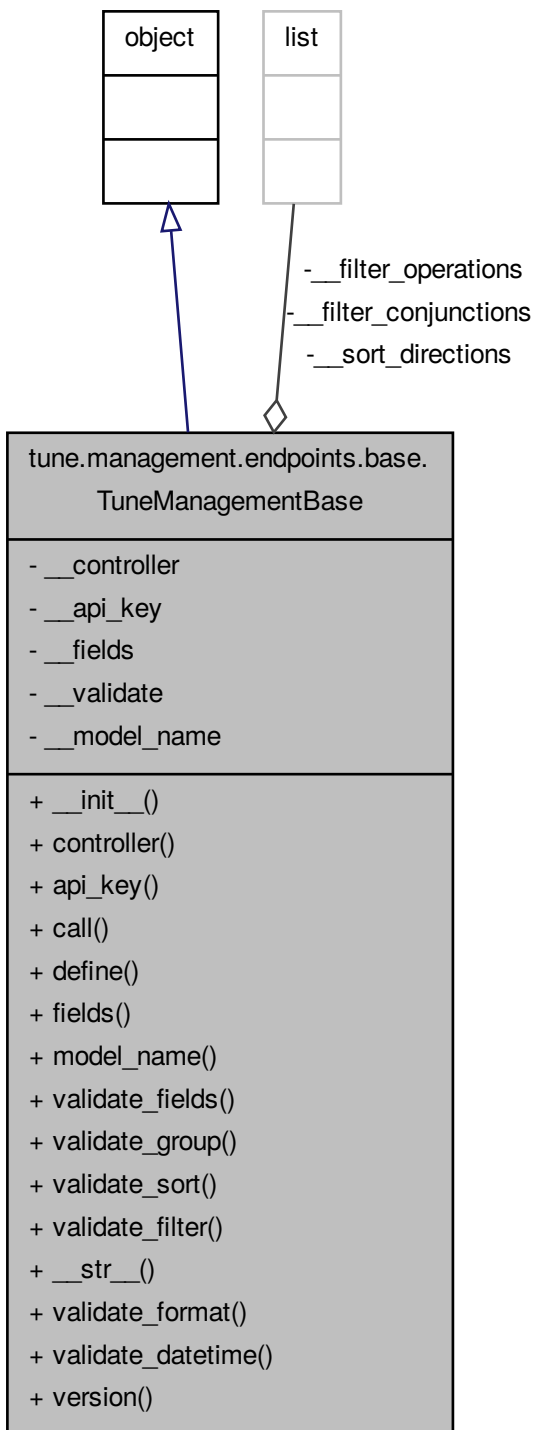 object
list
-__filter_operations
-__filter_conjunctions
-__sort_directions
tune.management.endpoints.base.
TuneManagementBase
- __controller
- __api_key
- __fields
- __validate
- __model_name
+ __init__()
+ controller()
+ api_key()
+ call()
+ define()
+ fields()
+ model_name()
+ validate_fields()
+ validate_group()
+ validate_sort()
+ validate_filter()
+ __str__()
+ validate_format()
+ validate_datetime()
+ version()